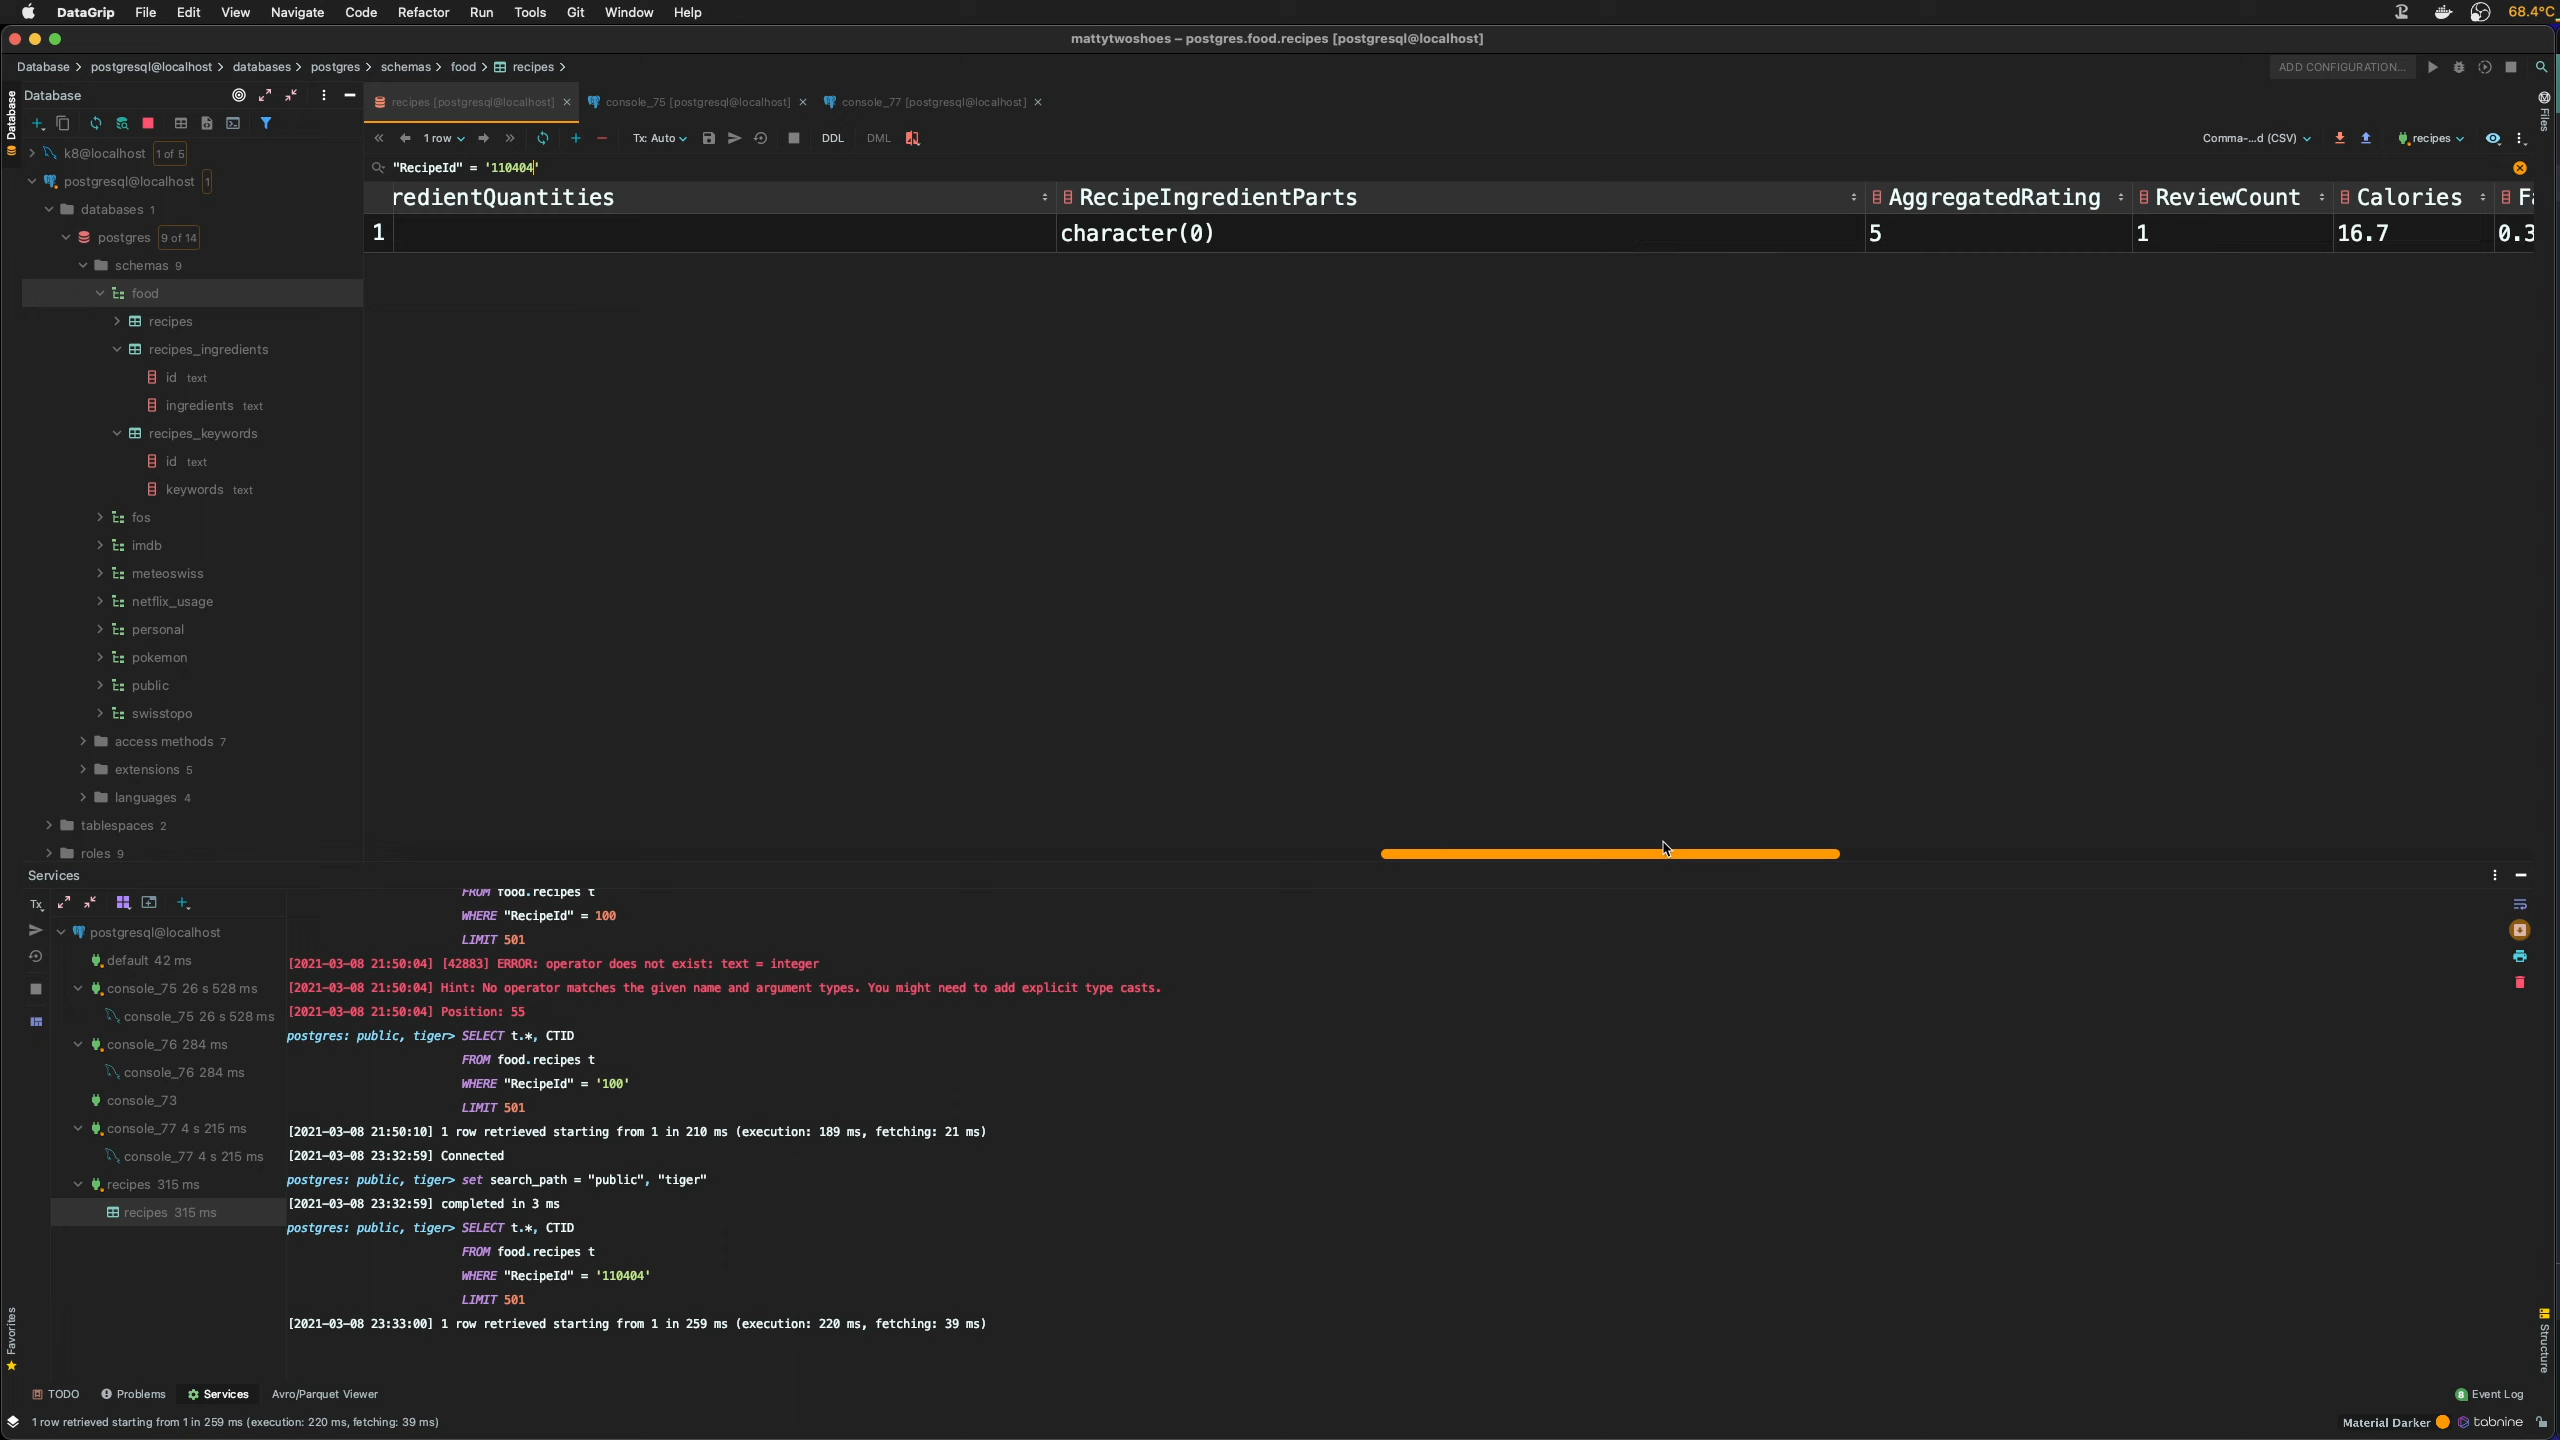 DataGrip File Edit View Navigate Code Refactor Run Tools Git Window Help
68.4°C
mattytwoshoes – postgres.food.recipes [postgresql@localhost]
Database postgresql@localhost databases postgres schemas food recipes
ADD CONFIGURATION...
Database
Database
recipes [postgresql@localhost]
console_75 [postgresql@localhost]
console_77 [postgresql@localhost]
Files
1 row
Tx: Auto
DDL
DML
Comma-...d (CSV)
recipes
k8@localhost 1 of 5
"RecipeId" = '110404'
postgresql@localhost 1
redientQuantities RecipeIngredientParts AggregatedRating ReviewCount Calories
databases 1
1 character(0) 5 1 16.7 0.3
postgres 9 of 14
schemas 9
food
recipes
recipes_ingredients
id text
ingredients text
recipes_keywords
id text
keywords text
fos
imdb
meteoswiss
netflix_usage
personal
pokemon
public
swisstopo
access methods 7
extensions 5
languages 4
tablespaces 2
roles 9
Services
Tx
postgresql@localhost
default 42 ms
console_75 26 s 528 ms
console_75 26 s 528 ms
console_76 284 ms
console_76 284 ms
console_73
console_77 4 s 215 ms
console_77 4 s 215 ms
recipes 315 ms
recipes 315 ms
FROM food.recipes t
WHERE "RecipeId" = 100
LIMIT 501
[2021-03-08 21:50:04] [42883] ERROR: operator does not exist: text = integer
[2021-03-08 21:50:04] Hint: No operator matches the given name and argument types. You might need to add explicit type casts.
[2021-03-08 21:50:04] Position: 55
postgres: public, tiger> SELECT t.*, CTID
FROM food.recipes t
WHERE "RecipeId" = '100'
LIMIT 501
[2021-03-08 21:50:10] 1 row retrieved starting from 1 in 210 ms (execution: 189 ms, fetching: 21 ms)
[2021-03-08 23:32:59] Connected
postgres: public, tiger> set search_path = "public", "tiger"
[2021-03-08 23:32:59] completed in 3 ms
postgres: public, tiger> SELECT t.*, CTID
FROM food.recipes t
WHERE "RecipeId" = '110404'
LIMIT 501
[2021-03-08 23:33:00] 1 row retrieved starting from 1 in 259 ms (execution: 220 ms, fetching: 39 ms)
Favorites
Structure
TODO Problems Services Avro/Parquet Viewer
8 Event Log
1 row retrieved starting from 1 in 259 ms (execution: 220 ms, fetching: 39 ms)
Material Darker tabnine